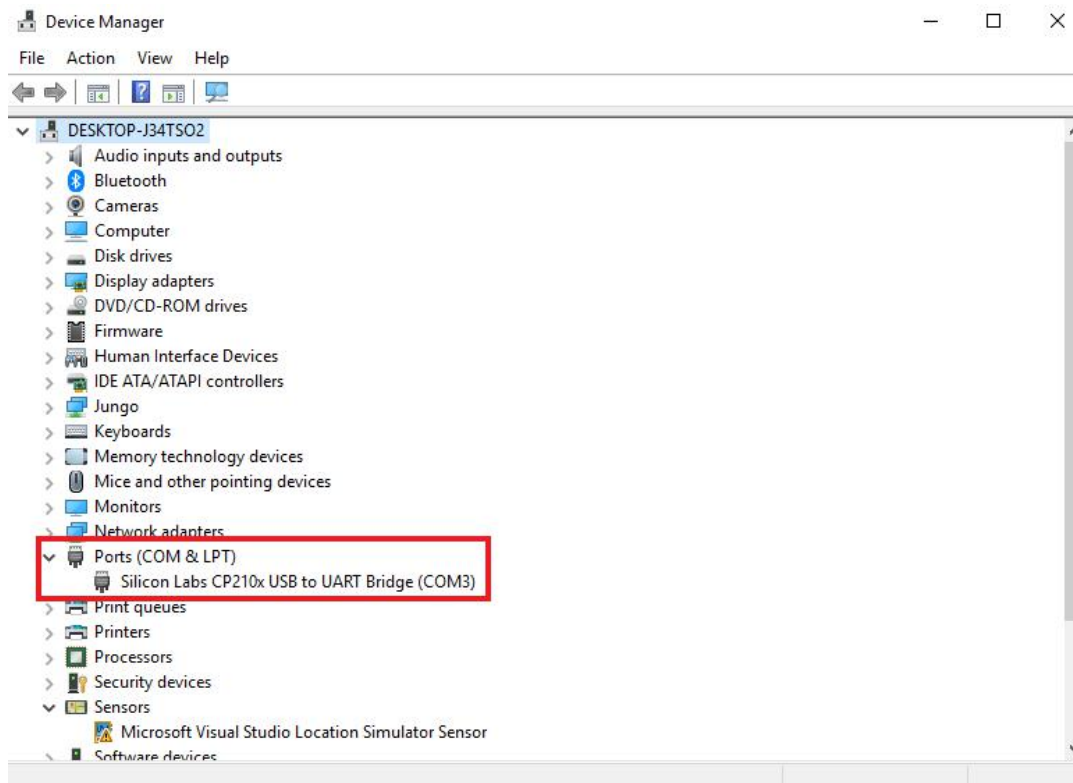 Device Manager
File Action View Help
DESKTOP-J34TSO2
Audio inputs and outputs
Bluetooth
Cameras
Computer
Disk drives
Display adapters
DVD/CD-ROM drives
Firmware
Human Interface Devices
IDE ATA/ATAPI controllers
Jungo
Keyboards
Memory technology devices
Mice and other pointing devices
Monitors
Network adapters
Ports (COM & LPT)
Silicon Labs CP210x USB to UART Bridge (COM3)
Print queues
Printers
Processors
Security devices
Sensors
Microsoft Visual Studio Location Simulator Sensor
Software devices